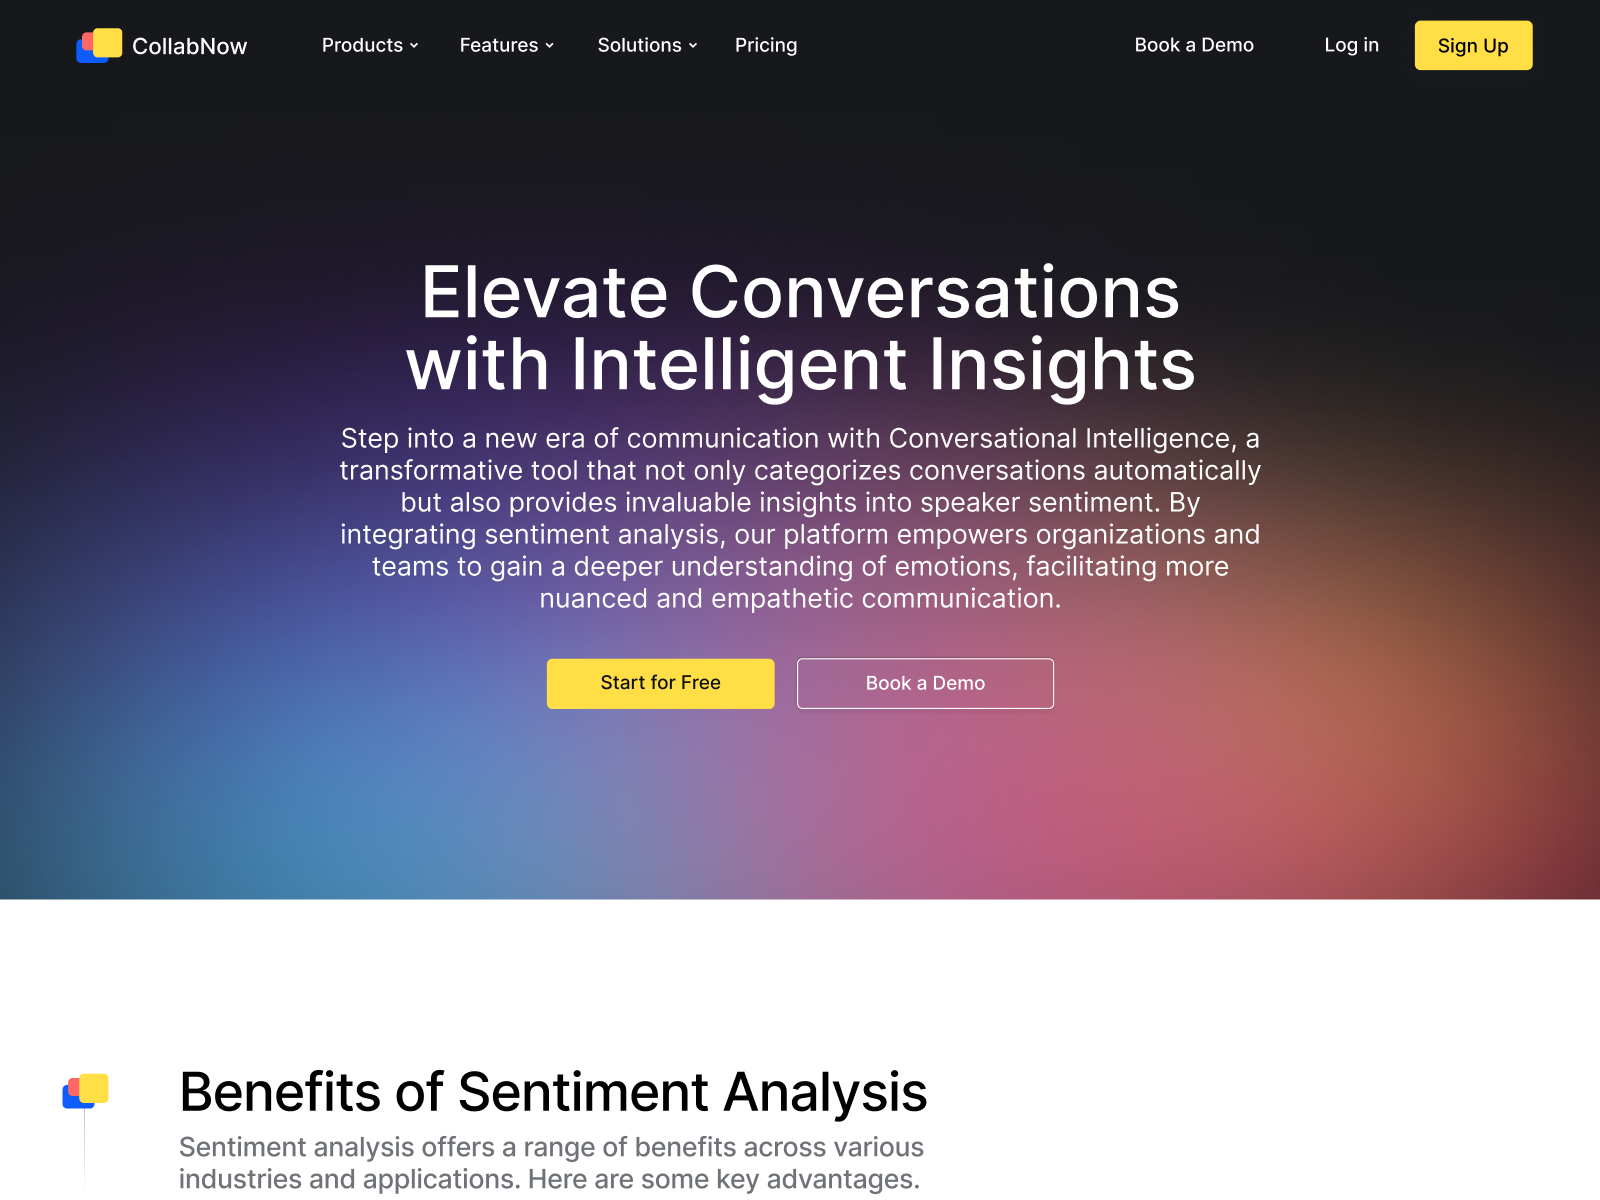 CollabNow
Products
Features
Solutions
Pricing
Book a Demo
Log in
Sign Up
Elevate Conversations
with Intelligent Insights
Step into a new era of communication with Conversational Intelligence, a
transformative tool that not only categorizes conversations automatically
but also provides invaluable insights into speaker sentiment. By
integrating sentiment analysis, our platform empowers organizations and
teams to gain a deeper understanding of emotions, facilitating more
nuanced and empathetic communication.
Start for Free
Book a Demo
Benefits of Sentiment Analysis
Sentiment analysis offers a range of benefits across various
industries and applications. Here are some key advantages.